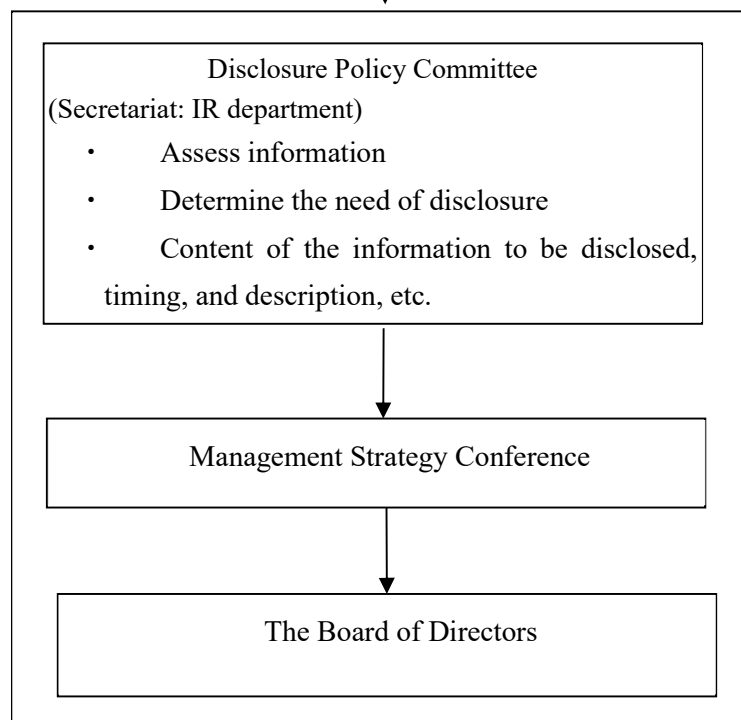 Disclosure Policy Committee
(Secretariat: IR department)
・ Assess information
・ Determine the need of disclosure
・ Content of the information to be disclosed,
timing, and description, etc.
Management Strategy Conference
The Board of Directors